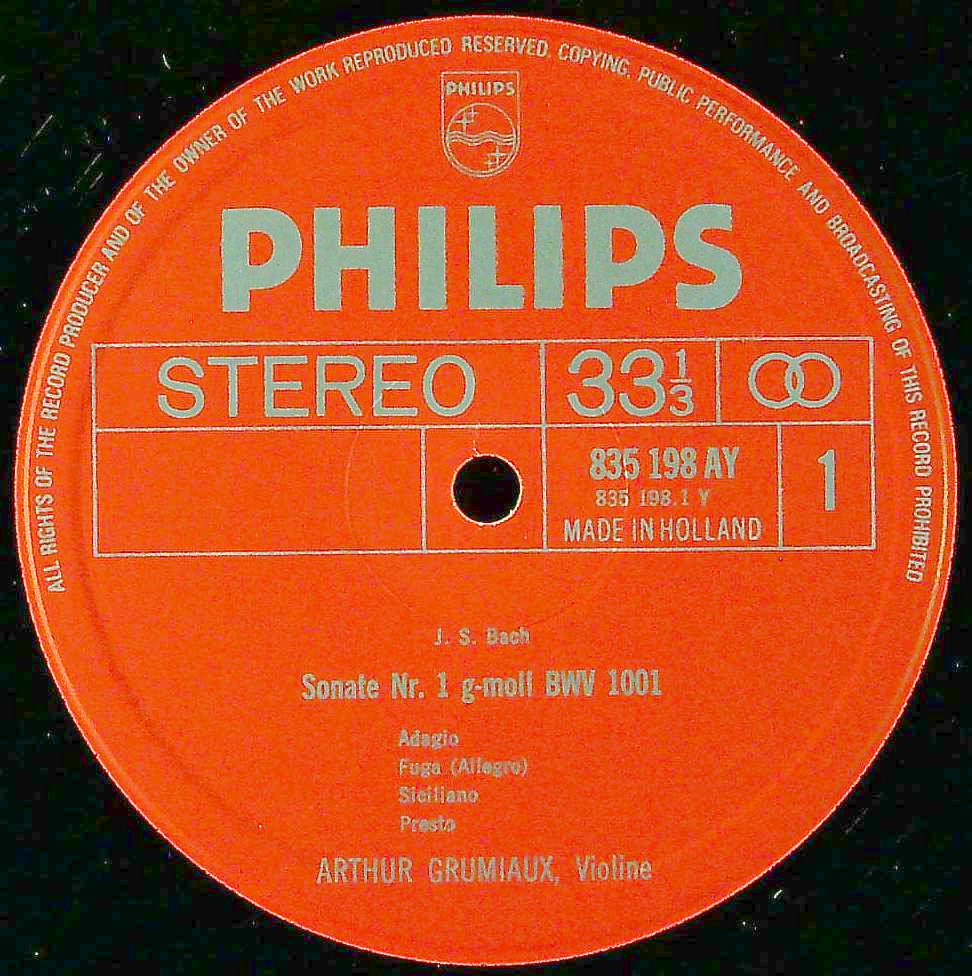 ALL RIGHTS OF THE RECORD PRODUCER AND OF THE OWNER OF THE WORK REPRODUCED RESERVED. COPYING, PUBLIC PERFORMANCE AND BROADCASTING OF THIS RECORD PROHIBITED
PHILIPS
PHILIPS
STEREO 33 1/3
835 198 AY 1
835 198.1 Y
MADE IN HOLLAND
J. S. Bach
Sonate Nr. 1 g-moll BWV 1001
Adagio
Fuga (Allegro)
Siciliano
Presto
ARTHUR GRUMIAUX, Violine